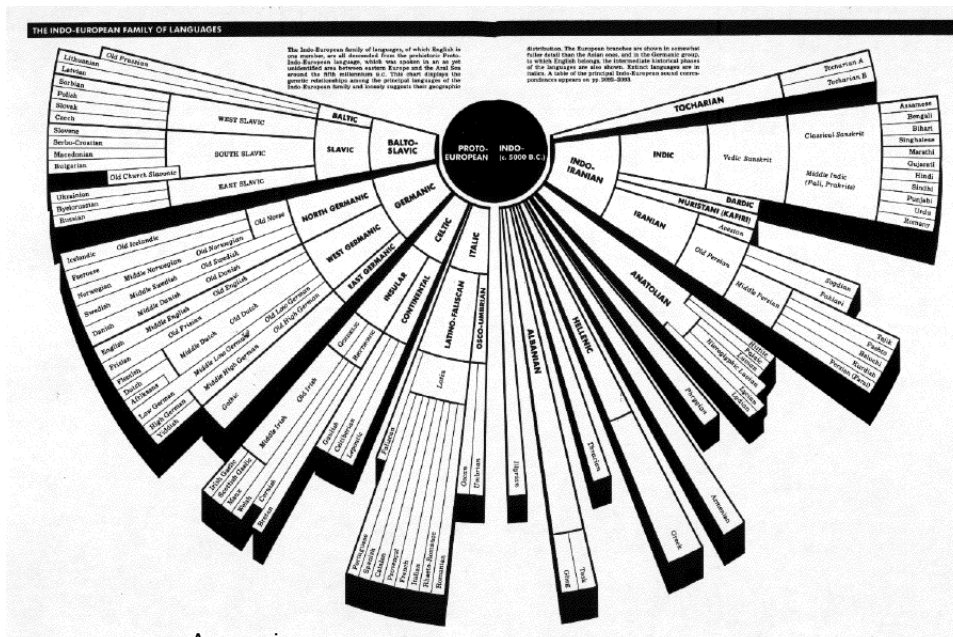 THE INDO-EUROPEAN FAMILY OF LANGUAGES
The Indo-European family of languages, of which English is
one member, are all descended from the prehistoric Proto-
Indo-European language, which was spoken in an as yet
unidentified area between eastern Europe and the Aral Sea
around the fifth millennium B.C. This chart displays the
genetic relationships among the principal languages of the
Indo-European family and loosely suggests their geographic
distribution. The European branches are shown in somewhat
fuller detail than the Asian ones, and in the Germanic group,
to which English belongs, the intermediate historical phases
of the languages are also shown. Extinct languages are in
italics. A table of the principal Indo-European sound corres-
pondences appears on pp.
PROTO- INDO-
EUROPEAN (c. 5000 B.C.)
BALTO-
SLAVIC
BALTIC
Old Prussian
Lithuanian
Latvian
SLAVIC
WEST SLAVIC
Sorbian
Polish
Slovak
Czech
SOUTH SLAVIC
Slovene
Serbo-Croatian
Macedonian
Bulgarian
Old Church Slavonic
EAST SLAVIC
Ukrainian
Byelorussian
Russian
GERMANIC
NORTH GERMANIC
Old Norse
Icelandic
Old Icelandic
Faeroese
Norwegian
Middle Norwegian
Old Norwegian
Swedish
Middle Swedish
Old Swedish
Danish
Middle Danish
Old Danish
WEST GERMANIC
English
Middle English
Old English
Frisian
Old Frisian
Flemish
Dutch
Afrikaans
Middle Dutch
Old Dutch
Low German
Middle Low German
Old Low German
High German
Yiddish
Middle High German
Old High German
EAST GERMANIC
Gothic
CELTIC
INSULAR
Goidelic
Old Irish
Middle Irish
Irish Gaelic
Scottish Gaelic
Manx
Brythonic
Welsh
Cornish
Breton
CONTINENTAL
Gaulish
Celtiberian
Lepontic
ITALIC
LATINO-FALISCAN
Faliscan
Latin
Portuguese
Spanish
Catalan
Provençal
French
Italian
Rhaeto-Romance
Romanian
OSCO-UMBRIAN
Oscan
Umbrian
Illyrian
ALBANIAN
Gheg
Tosk
Thracian
HELLENIC
Greek
Armenian
Phrygian
ANATOLIAN
Hittite
Palaic
Luvian
Hieroglyphic Luvian
Lycian
Lydian
INDO-
IRANIAN
IRANIAN
Avestan
Old Persian
Middle Persian
Sogdian
Pahlavi
Tajik
Pashto
Baluchi
Kurdish
Persian (Farsi)
NURISTANI (KAFIRI)
DARDIC
INDIC
Vedic Sanskrit
Classical Sanskrit
Middle Indic
(Pali, Prakrits)
Assamese
Bengali
Bihari
Singhalese
Marathi
Gujarati
Hindi
Sindhi
Punjabi
Urdu
Romany
TOCHARIAN
Tocharian A
Tocharian B